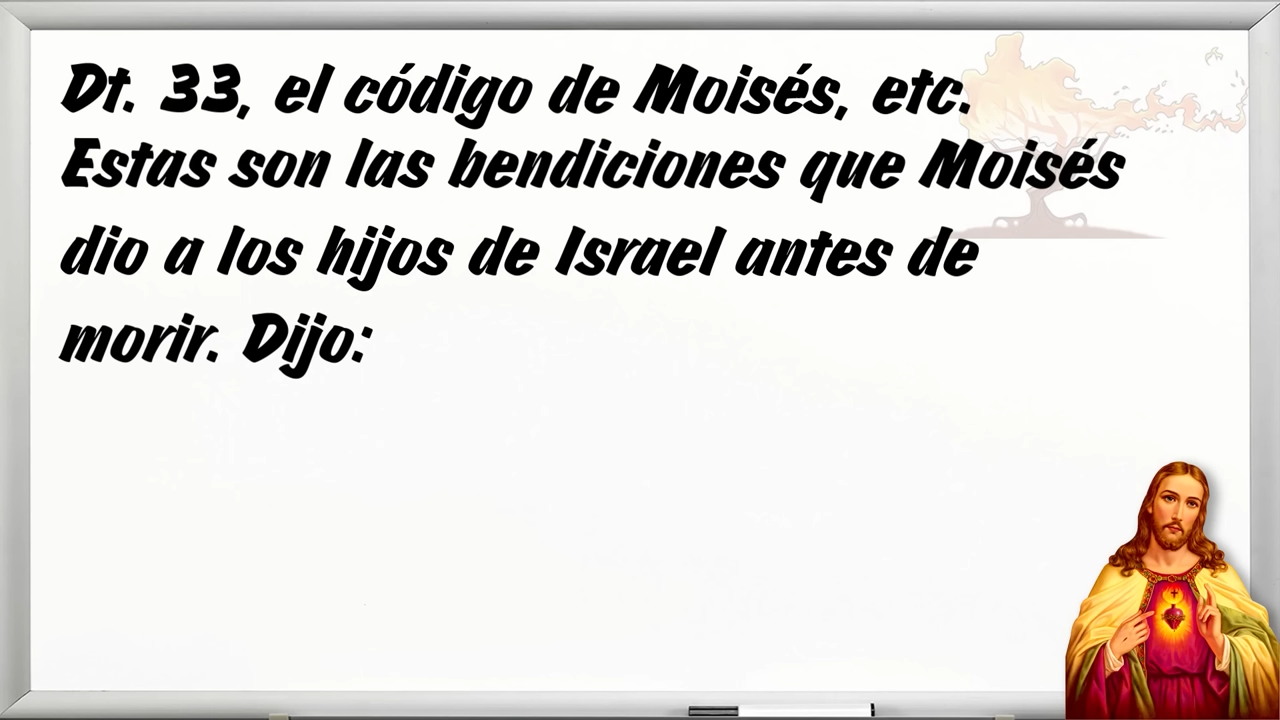 Dt. 33, el código de Moisés, etc.
Estas son las bendiciones que Moisés
dio a los hijos de Israel antes de
morir. Dijo: